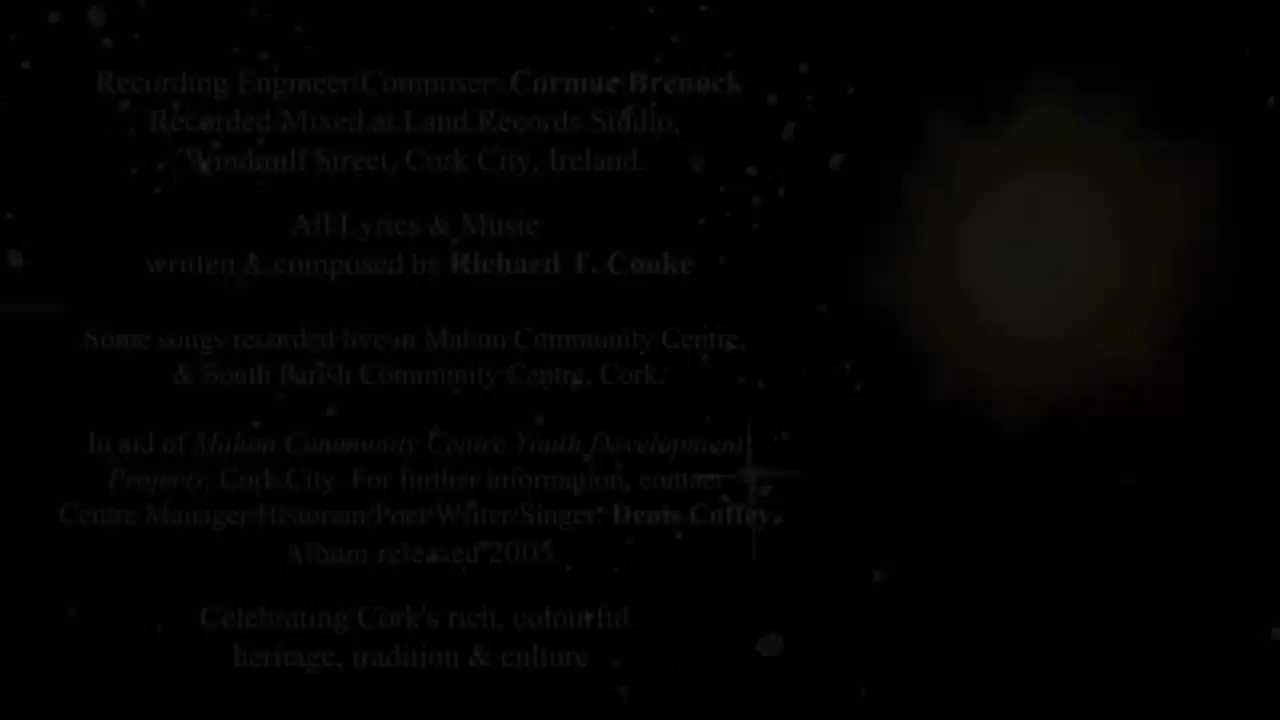 Recording Engineer/Composer: Cormac Brenock
Recorded Mixed at Land Records Studio,
Windmill Street, Cork City, Ireland.
All Lyrics & Music
written & composed by Richard T. Cooke
Some songs recorded live in Mahon Community Centre,
& South Parish Community Centre, Cork.
In aid of Mahon Community Centre Youth Development
Projects, Cork City. For further information, contact
Centre Manager/Historian/Poet/Writer/Singer: Denis Coffey.
Album released 2005
Celebrating Cork's rich, colourful
heritage, tradition & culture